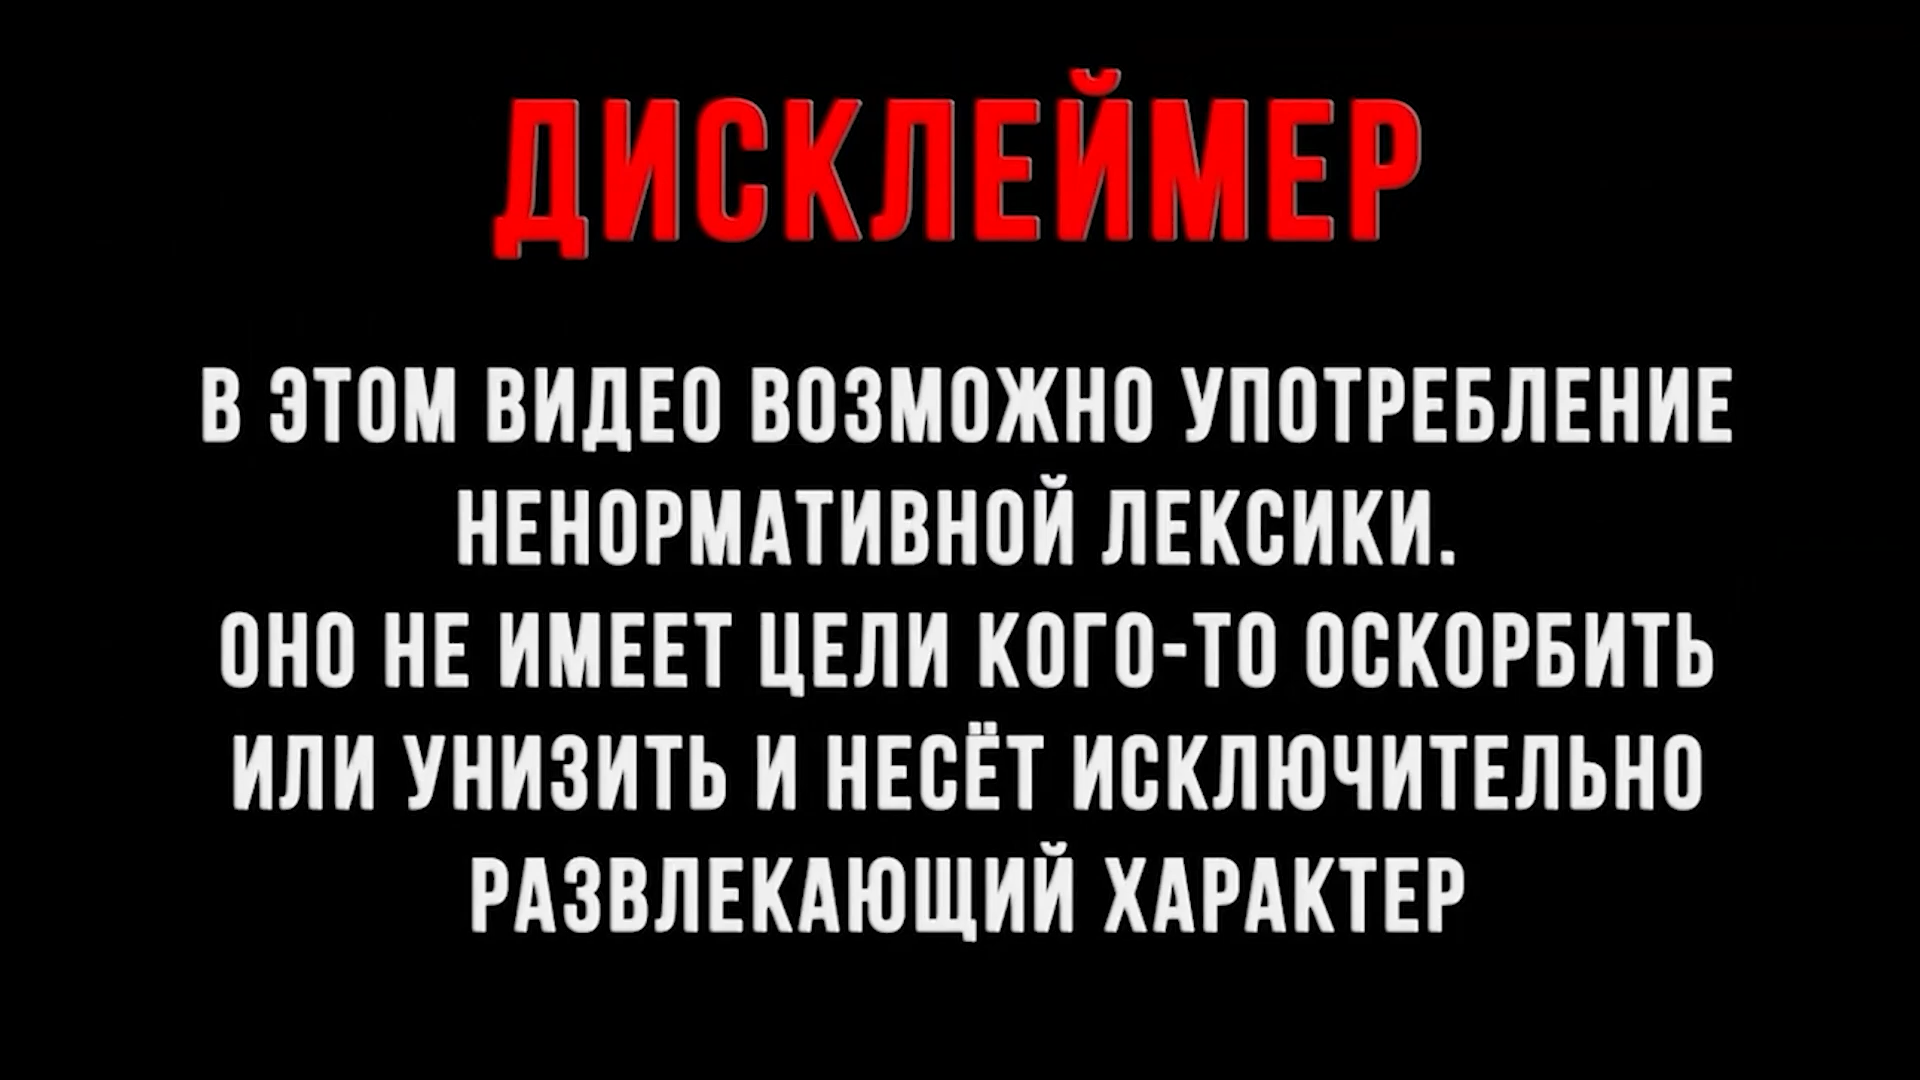 ДИСКЛЕЙМЕР
В ЭТОМ ВИДЕО ВОЗМОЖНО УПОТРЕБЛЕНИЕ
НЕНОРМАТИВНОЙ ЛЕКСИКИ.
ОНО НЕ ИМЕЕТ ЦЕЛИ КОГО-ТО ОСКОРБИТЬ
ИЛИ УНИЗИТЬ И НЕСЁТ ИСКЛЮЧИТЕЛЬНО
РАЗВЛЕКАЮЩИЙ ХАРАКТЕР